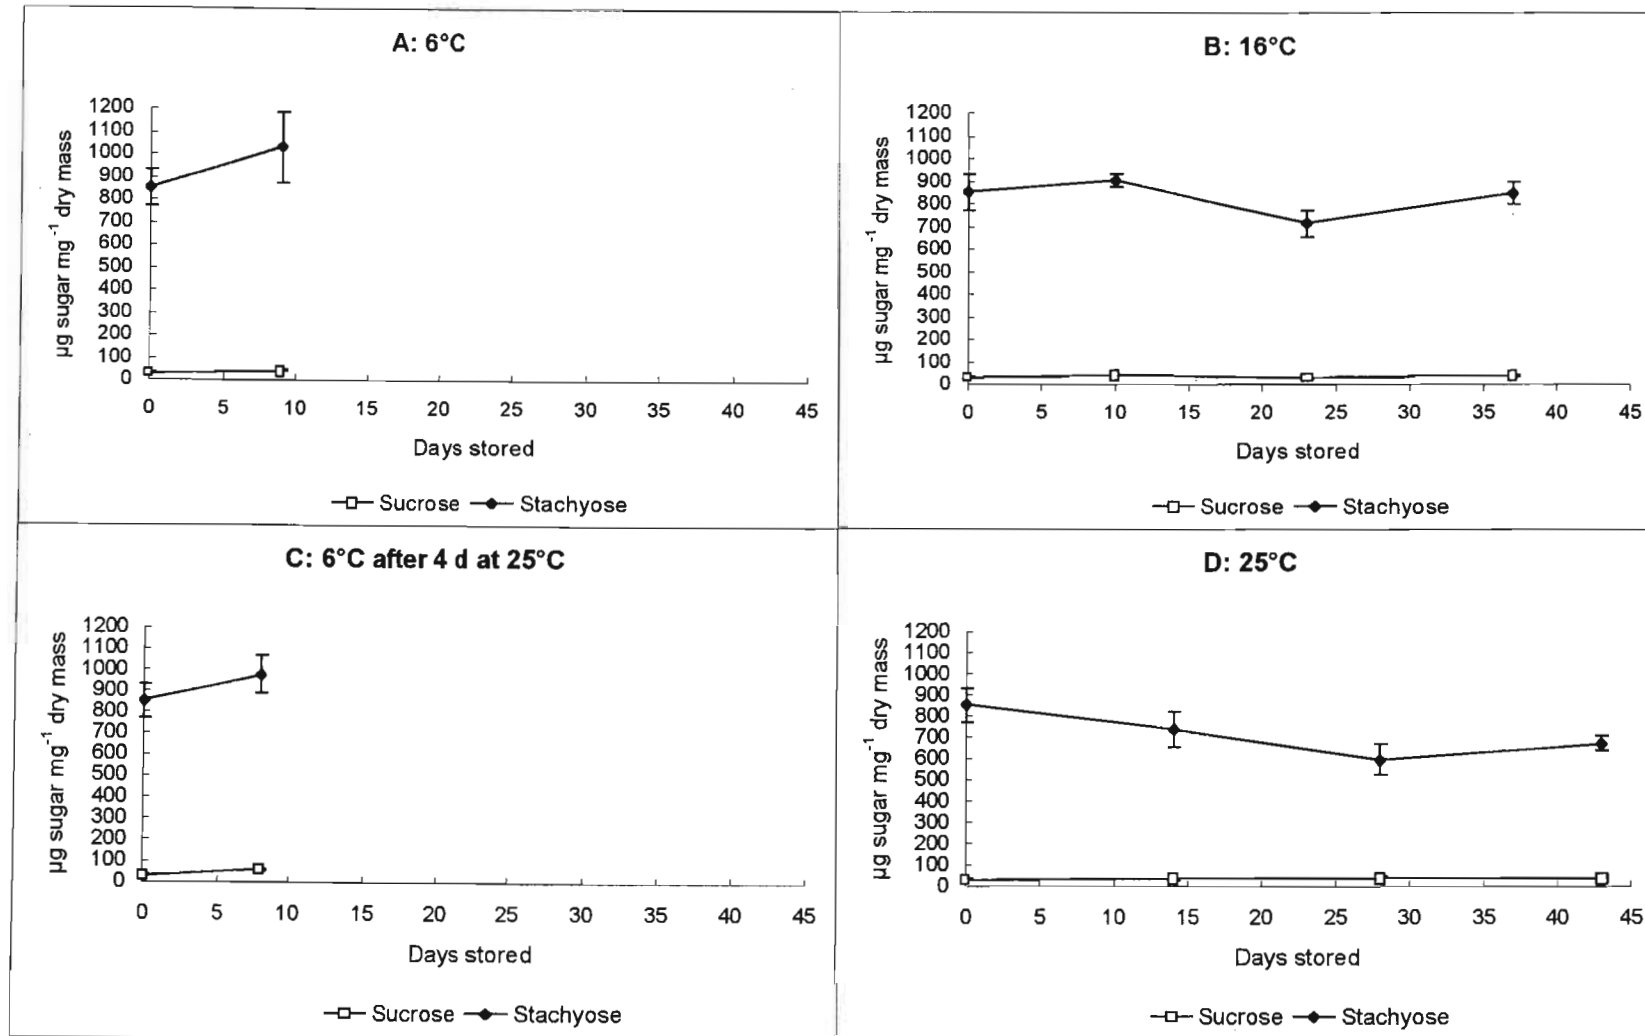 A: 6°C
µg sugar mg⁻¹ dry mass
1200
1100
1000
900
800
700
600
500
400
300
200
100
0
0 5 10 15 20 25 30 35 40 45
Days stored
Sucrose Stachyose
B: 16°C
µg sugar mg⁻¹ dry mass
1200
1100
1000
900
800
700
600
500
400
300
200
100
0
0 5 10 15 20 25 30 35 40 45
Days stored
Sucrose Stachyose
C: 6°C after 4 d at 25°C
µg sugar mg⁻¹ dry mass
1200
1100
1000
900
800
700
600
500
400
300
200
100
0
0 5 10 15 20 25 30 35 40 45
Days stored
Sucrose Stachyose
D: 25°C
µg sugar mg⁻¹ dry mass
1200
1100
1000
900
800
700
600
500
400
300
200
100
0
0 5 10 15 20 25 30 35 40 45
Days stored
Sucrose Stachyose